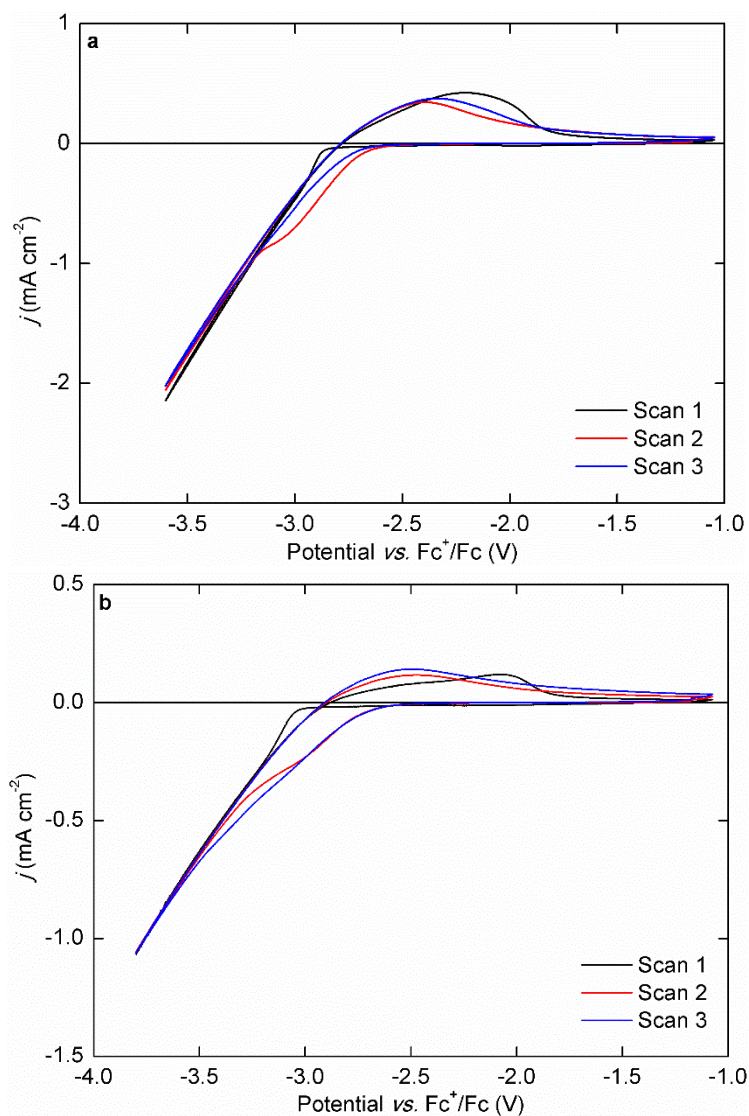 a
1
0
-1
-2
-3
j (mA cm⁻²)
Scan 1
Scan 2
Scan 3
-4.0 -3.5 -3.0 -2.5 -2.0 -1.5 -1.0
Potential vs. Fc⁺/Fc (V)
b
0.5
0.0
-0.5
-1.0
-1.5
j (mA cm⁻²)
Scan 1
Scan 2
Scan 3
-4.0 -3.5 -3.0 -2.5 -2.0 -1.5 -1.0
Potential vs. Fc⁺/Fc (V)